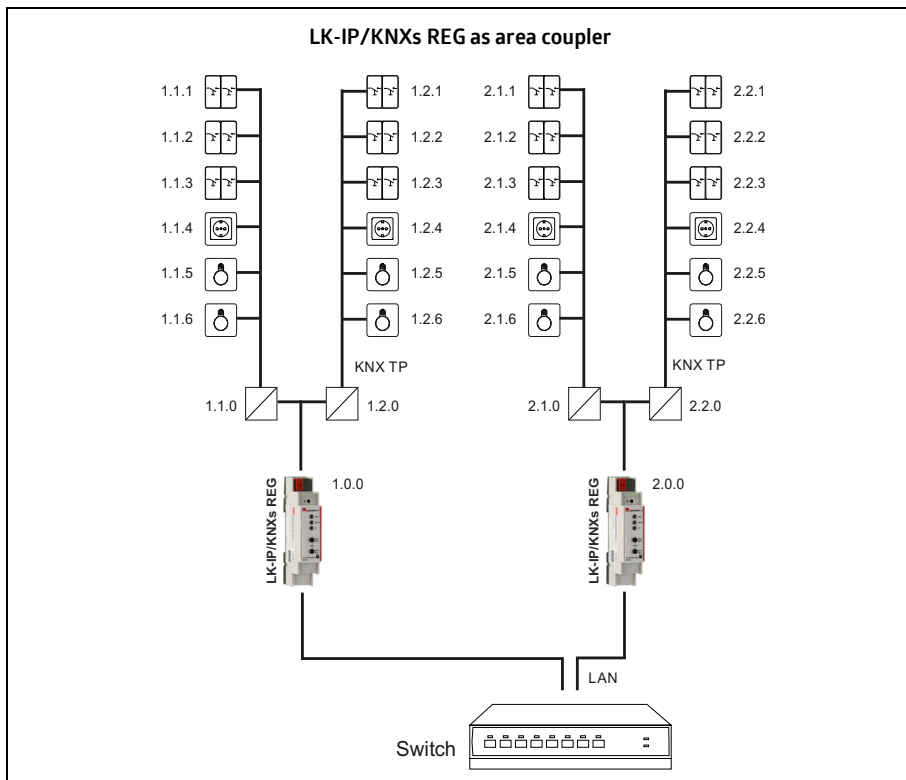 LK-IP/KNXs REG as area coupler
1.1.1 1.2.1 2.1.1 2.2.1
1.1.2 1.2.2 2.1.2 2.2.2
1.1.3 1.2.3 2.1.3 2.2.3
1.1.4 1.2.4 2.1.4 2.2.4
1.1.5 1.2.5 2.1.5 2.2.5
1.1.6 1.2.6 2.1.6 2.2.6
KNX TP KNX TP
1.1.0 1.2.0 2.1.0 2.2.0
1.0.0 2.0.0
LK-IP/KNXs REG LK-IP/KNXs REG
LAN
Switch